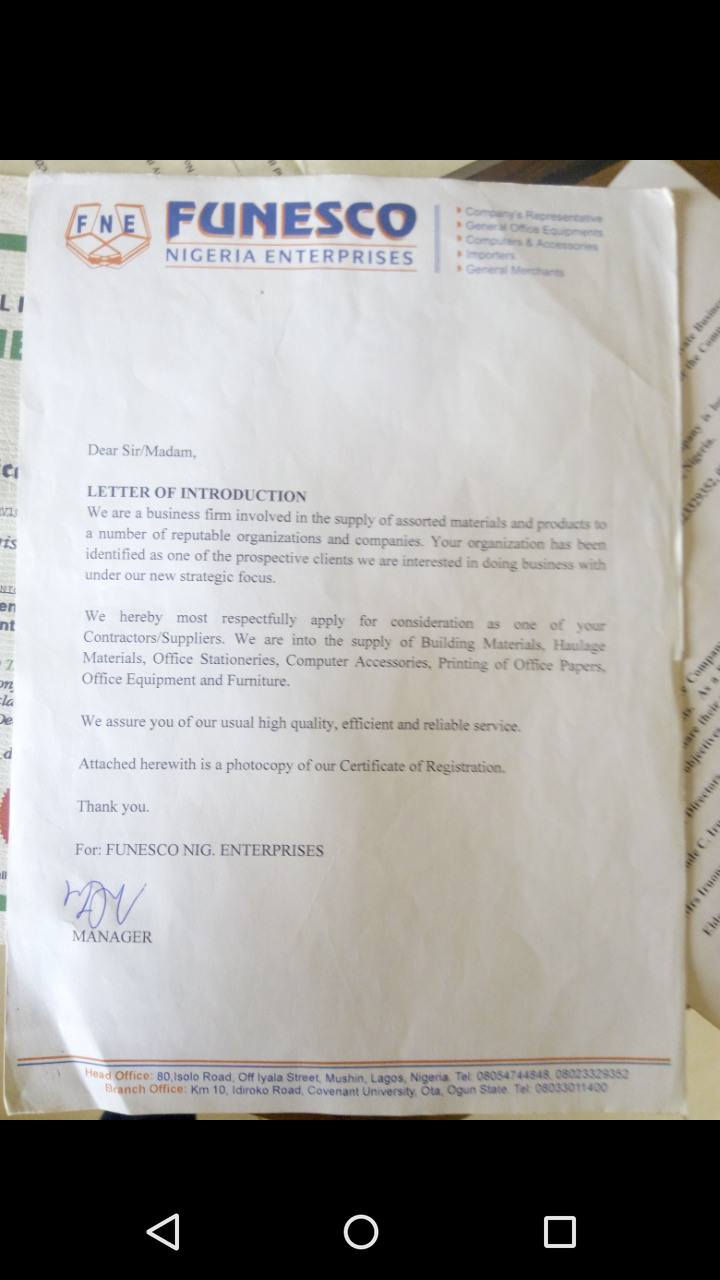 FNE
FUNESCO
NIGERIA ENTERPRISES
Company's Representative
General Office Equipments
Computers & Accessories
Importers
General Merchants
Dear Sir/Madam,
LETTER OF INTRODUCTION
We are a business firm involved in the supply of assorted materials and products to
a number of reputable organizations and companies. Your organization has been
identified as one of the prospective clients we are interested in doing business with
under our new strategic focus.
We hereby most respectfully apply for consideration as one of your
Contractors/Suppliers. We are into the supply of Building Materials, Haulage
Materials, Office Stationeries, Computer Accessories, Printing of Office Papers,
Office Equipment and Furniture.
We assure you of our usual high quality, efficient and reliable service.
Attached herewith is a photocopy of our Certificate of Registration.
Thank you.
For: FUNESCO NIG. ENTERPRISES
MANAGER
Head Office: 80,Isolo Road, Off Iyala Street, Mushin, Lagos, Nigeria. Tel: 08054744848, 08023329352
Branch Office: Km 10, Idiroko Road, Covenant University, Ota, Ogun State. Tel: 08033011400